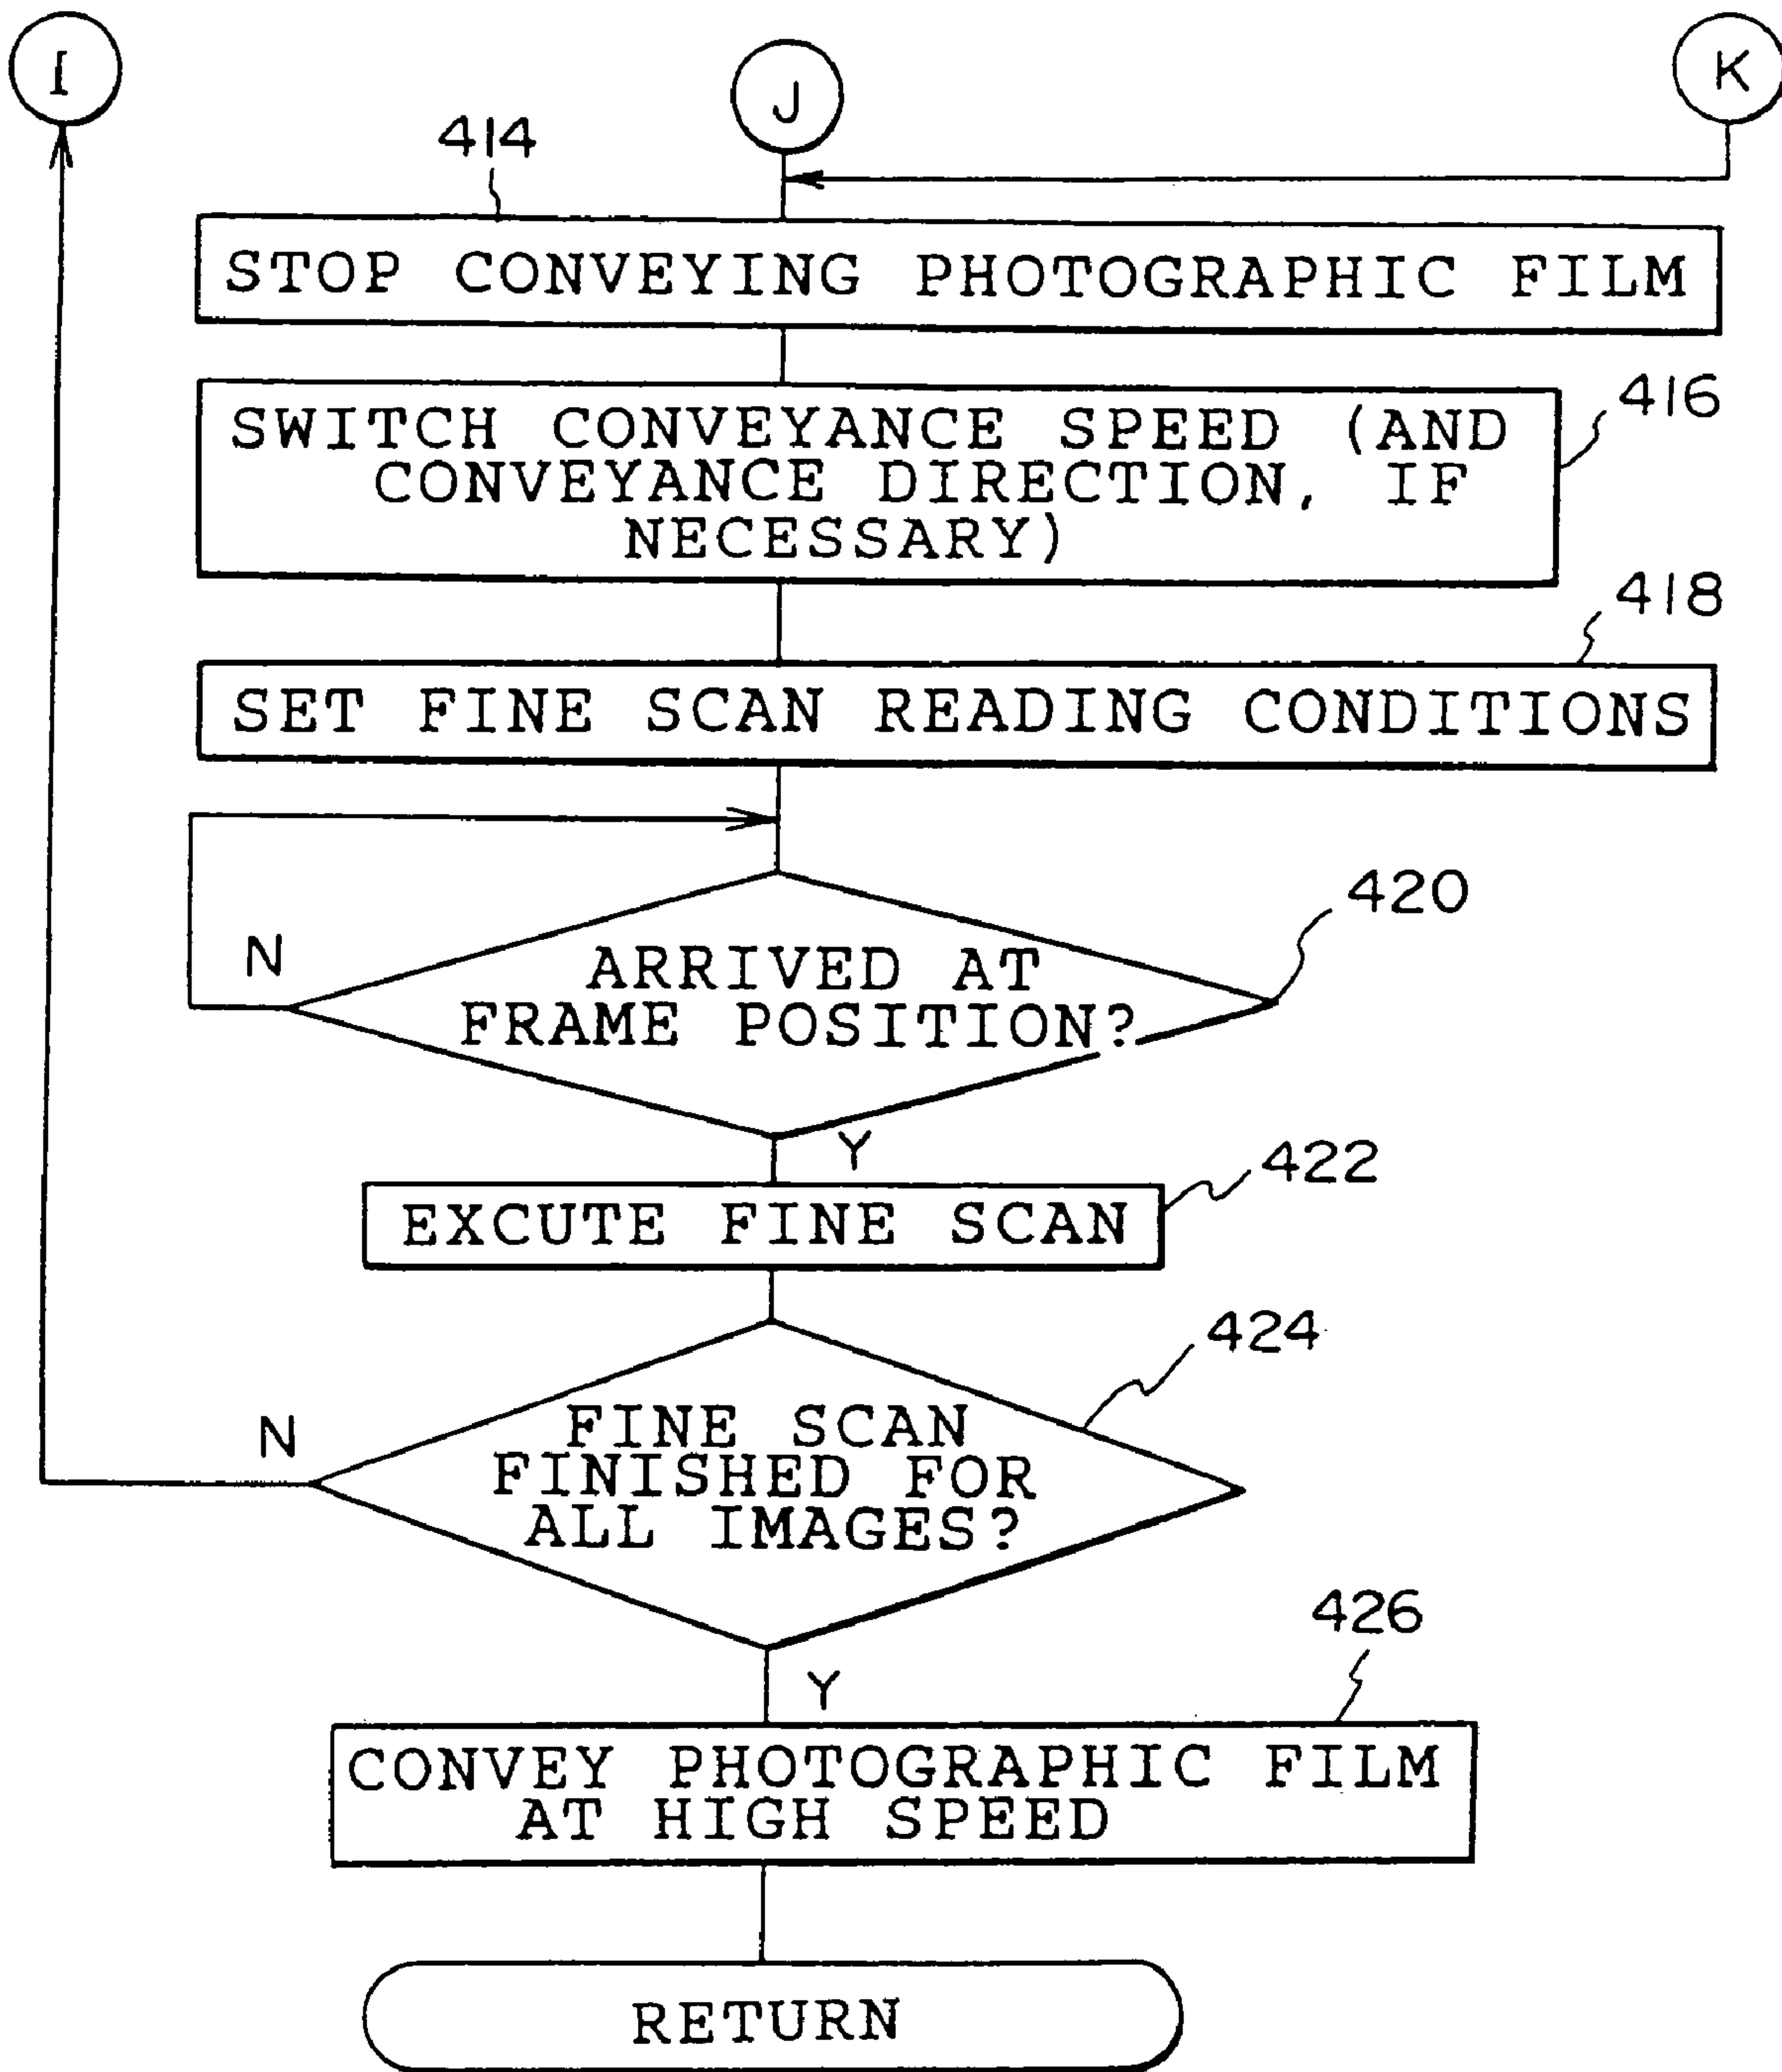 I
J
K
414
STOP CONVEYING PHOTOGRAPHIC FILM
416
SWITCH CONVEYANCE SPEED (AND
CONVEYANCE DIRECTION, IF
NECESSARY)
418
SET FINE SCAN READING CONDITIONS
420
N
ARRIVED AT
FRAME POSITION?
Y
422
EXCUTE FINE SCAN
424
N
FINE SCAN
FINISHED FOR
ALL IMAGES?
426
Y
CONVEY PHOTOGRAPHIC FILM
AT HIGH SPEED
RETURN